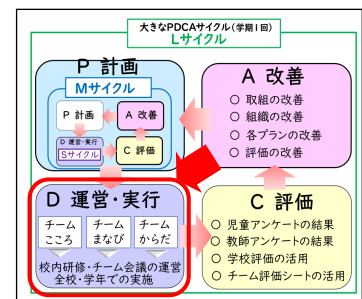 大きなPDCAサイクル(学期1回)
Lサイクル
P 計画
Mサイクル
P 計画
A 改善
D 運営・実行
Sサイクル
C 評価
A 改善
○ 取組の改善
○ 組織の改善
○ 各プランの改善
○ 評価の改善
D 運営・実行
チーム
こころ
チーム
まなび
チーム
からだ
校内研修・チーム会議の運営
全校・学年での実施
C 評価
○ 児童アンケートの結果
○ 教師アンケートの結果
○ 学校評価の活用
○ チーム評価シートの活用